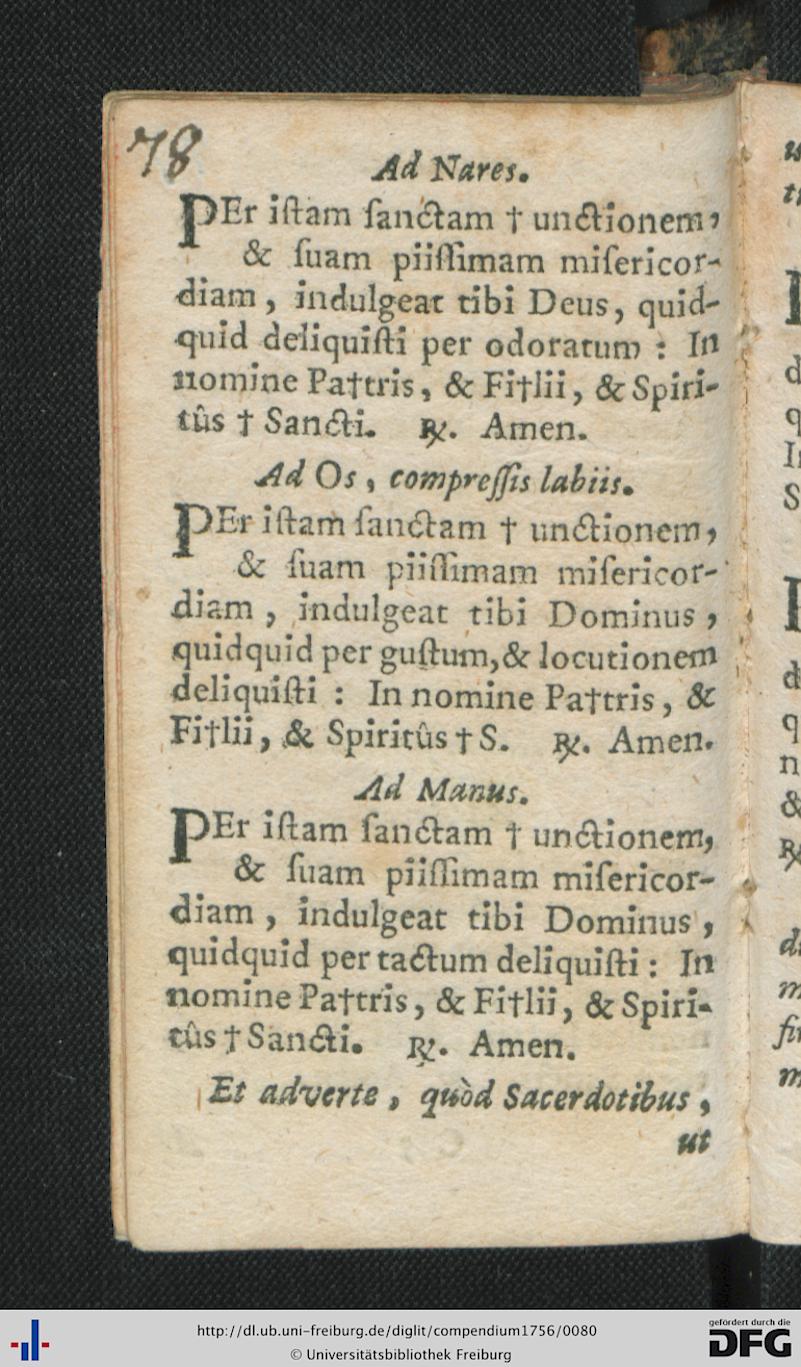 78
Ad Nares.
PEr iſtam ſanctam † unctionem,
& ſuam piiſſimam miſericor-
diam, indulgeat tibi Deus, quid-
quid deliquiſti per odoratum : In
nomine Pa†tris, & Fi†lii, & Spiri-
tûs † Sancti. ℞. Amen.
Ad Os, compreſſis labiis.
PEr iſtam ſanctam † unctionem,
& ſuam piiſſimam miſericor-
diam, indulgeat tibi Dominus,
quidquid per guſtum, & locutionem
deliquiſti : In nomine Pa†tris, &
Fi†lii, & Spiritûs † S. ℞. Amen.
Ad Manus.
PEr iſtam ſanctam † unctionem,
& ſuam piiſſimam miſericor-
diam, indulgeat tibi Dominus,
quidquid per tactum deliquiſti : In
nomine Pa†tris, & Fi†lii, & Spiri-
tûs † Sancti. ℞. Amen.
Et adverte, quòd Sacerdotibus,
ut
http://dl.ub.uni-freiburg.de/diglit/compendium1756/0080
© Universitätsbibliothek Freiburg
gefördert durch die
DFG